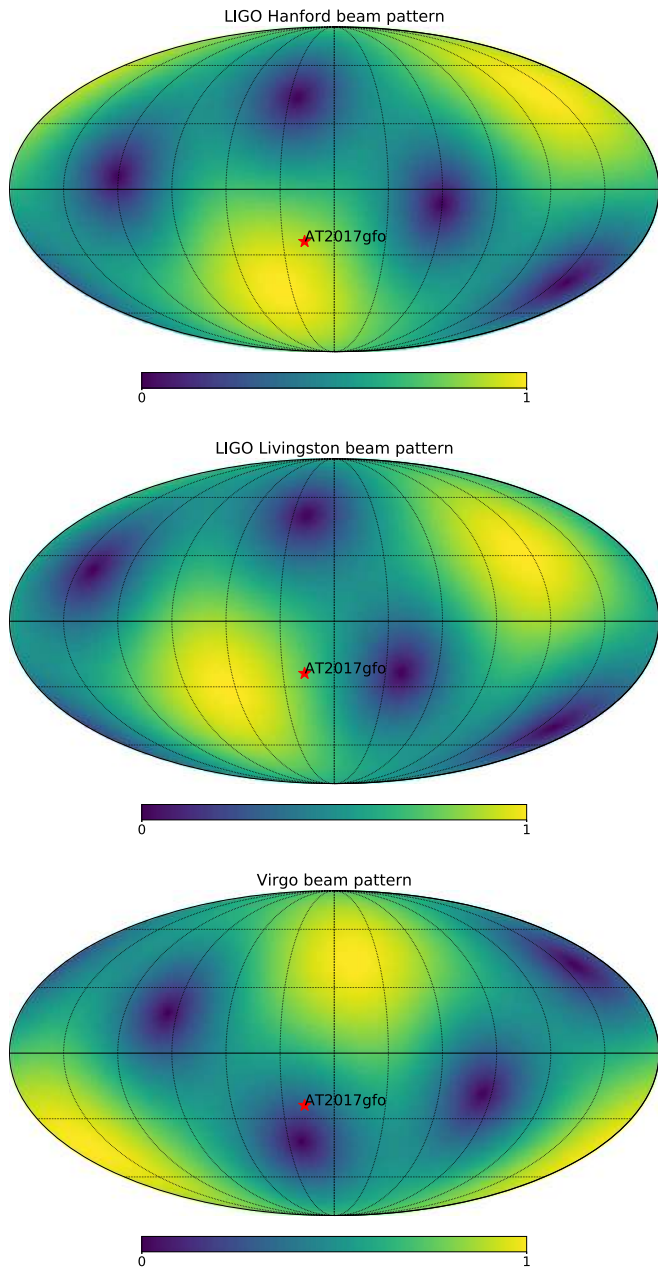 LIGO Hanford beam pattern
AT2017gfo
0 1
LIGO Livingston beam pattern
AT2017gfo
0 1
Virgo beam pattern
AT2017gfo
0 1